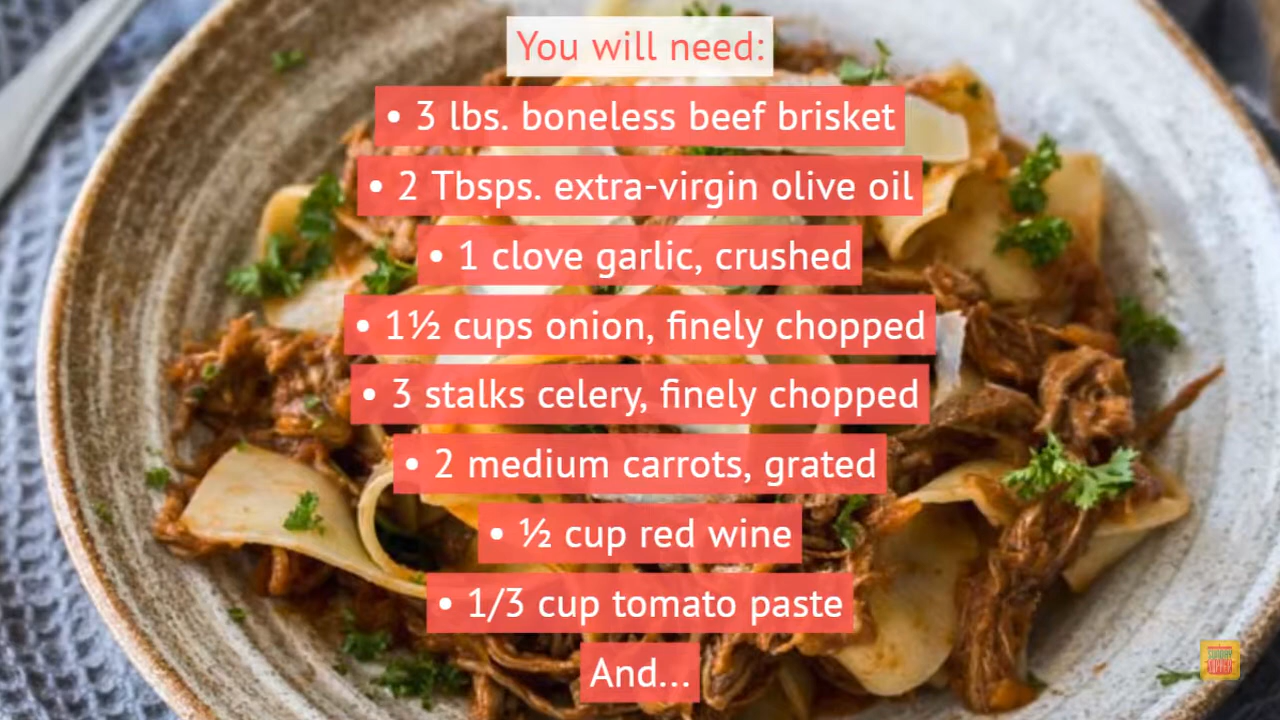 You will need:
• 3 lbs. boneless beef brisket
• 2 Tbsps. extra-virgin olive oil
• 1 clove garlic, crushed
• 1½ cups onion, finely chopped
• 3 stalks celery, finely chopped
• 2 medium carrots, grated
• ½ cup red wine
• 1/3 cup tomato paste
And...